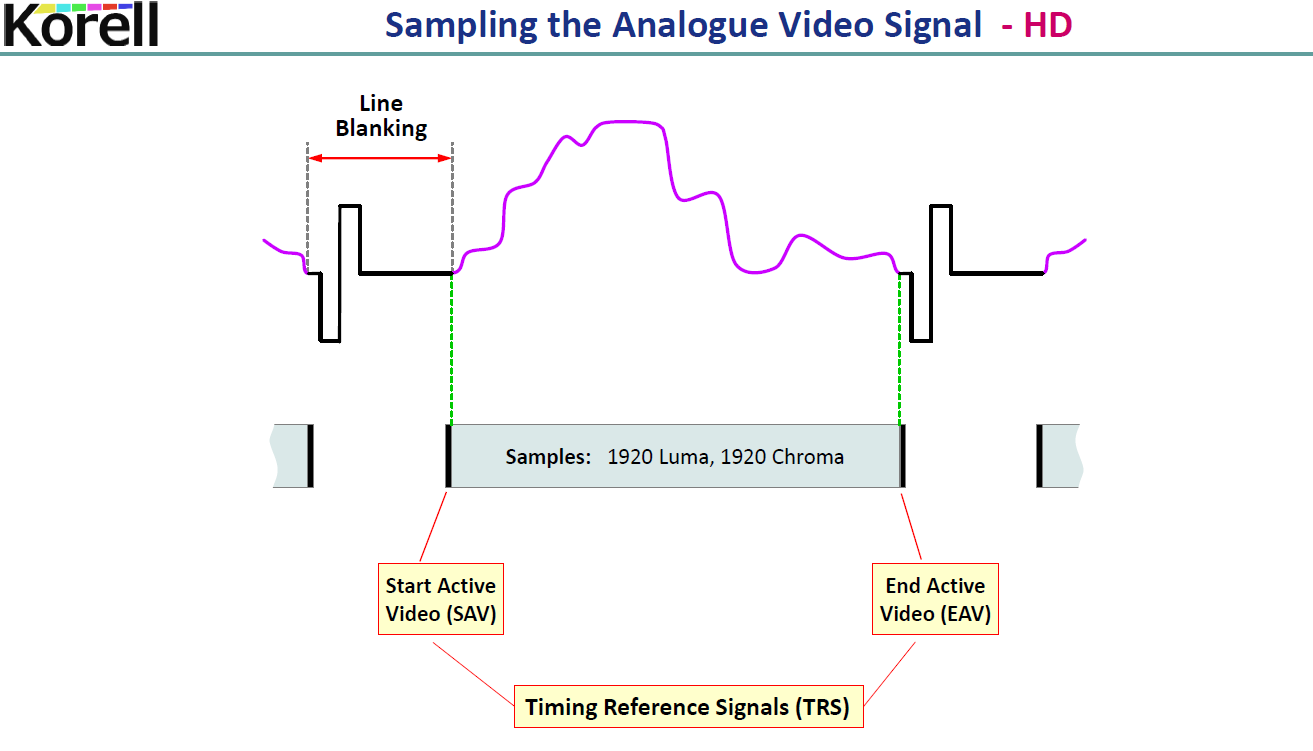 Korell
Sampling the Analogue Video Signal - HD
Line
Blanking
Samples: 1920 Luma, 1920 Chroma
Start Active
Video (SAV)
End Active
Video (EAV)
Timing Reference Signals (TRS)